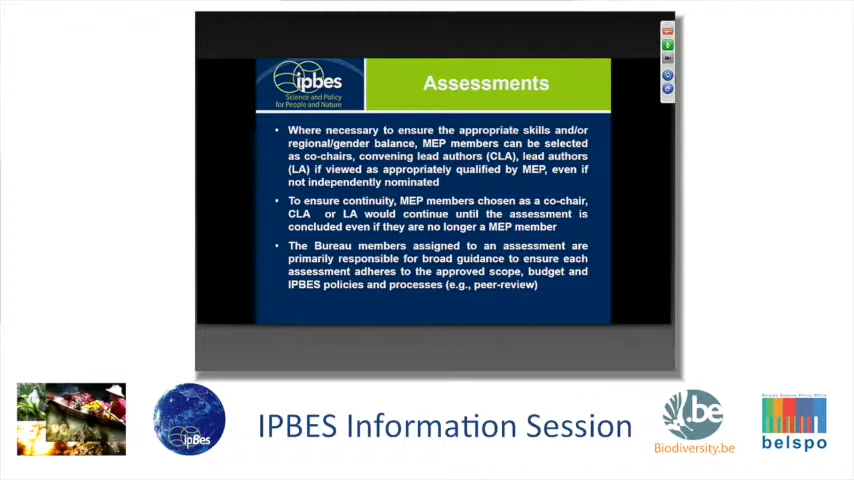 ipbes
Science and Policy
for People and Nature
Assessments
• Where necessary to ensure the appropriate skills and/or
regional/gender balance, MEP members can be selected
as co-chairs, convening lead authors (CLA), lead authors
(LA) if viewed as appropriately qualified by MEP, even if
not independently nominated
• To ensure continuity, MEP members chosen as a co-chair,
CLA or LA would continue until the assessment is
concluded even if they are no longer a MEP member
• The Bureau members assigned to an assessment are
primarily responsible for broad guidance to ensure each
assessment adheres to the approved scope, budget and
IPBES policies and processes (e.g., peer-review)
ipbes
IPBES Information Session
.be
Biodiversity.be
belspo